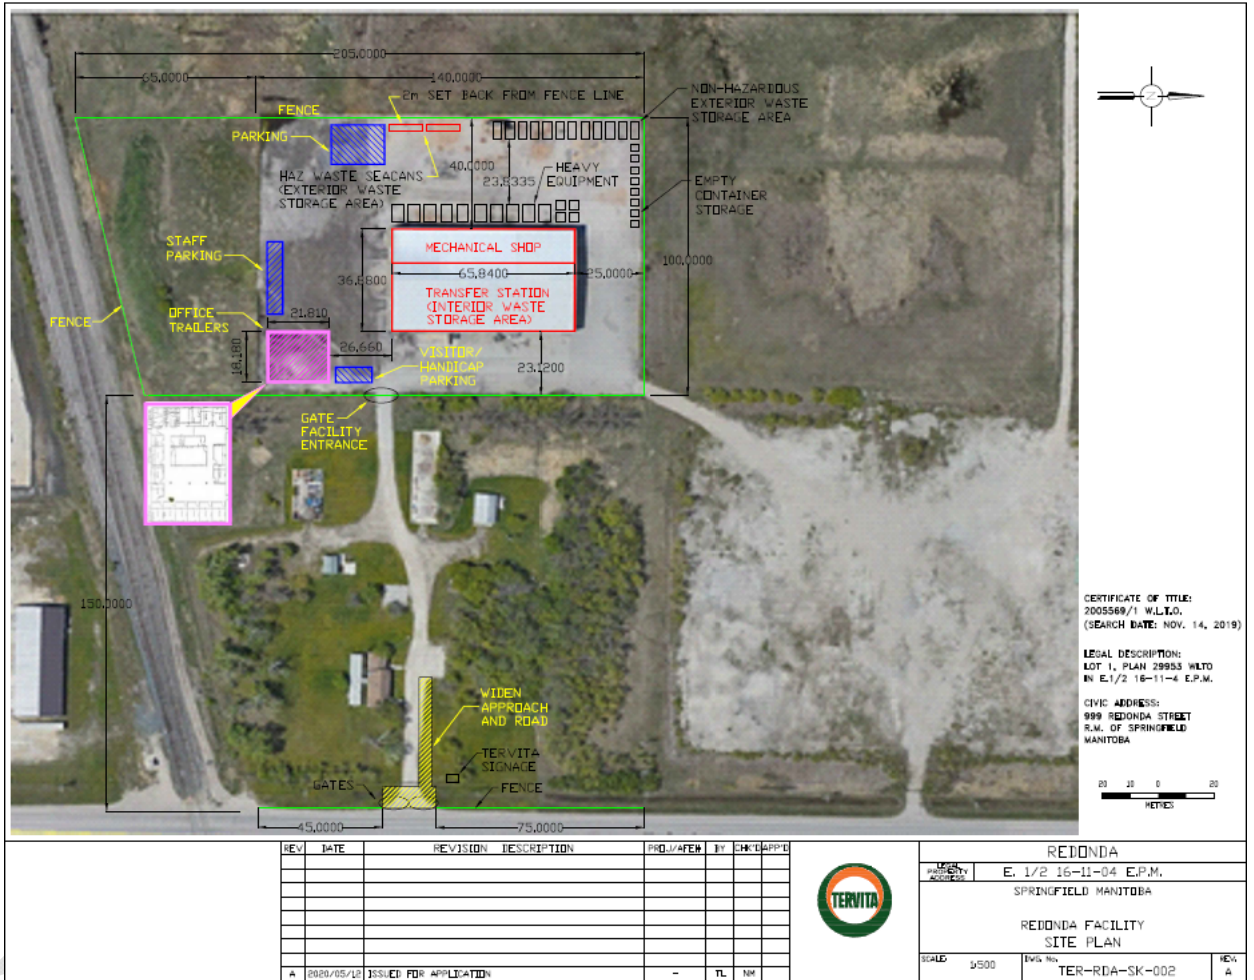 205.0000
65.0000
140.0000
2m SET BACK FROM FENCE LINE
FENCE
PARKING
NON-HAZARDOUS
EXTERIOR WASTE
STORAGE AREA
HAZ WASTE SEACANS
(EXTERIOR WASTE
STORAGE AREA)
40.0000
23.8335
HEAVY
EQUIPMENT
EMPTY
CONTAINER
STORAGE
STAFF
PARKING
MECHANICAL SHOP
65.8400
25.0000
100.0000
36.8800
TRANSFER STATION
(INTERIOR WASTE
STORAGE AREA)
FENCE
OFFICE
TRAILERS
21.810
18.180
26.660
VISITOR/
HANDICAP
PARKING
23.1200
GATE
FACILITY
ENTRANCE
150.0000
WIDEN
APPROACH
AND ROAD
TERVITA
SIGNAGE
GATES
FENCE
45.0000
75.0000
N
CERTIFICATE OF TITLE:
2005569/1 W.L.T.O.
(SEARCH DATE: NOV. 14, 2019)
LEGAL DESCRIPTION:
LOT 1, PLAN 29953 WLTO
IN E.1/2 16-11-4 E.P.M.
CIVIC ADDRESS:
999 REDONDA STREET
R.M. OF SPRINGFIELD
MANITOBA
20 10 0 20
METRES
REV DATE REVISION DESCRIPTION PROJ/AFE# BY CHK'D APP'D
A 2020/05/12 ISSUED FOR APPLICATION - TL NM
TERVITA
REDONDA
LEGAL
PROPERTY
ADDRESS
E. 1/2 16-11-04 E.P.M.
SPRINGFIELD MANITOBA
REDONDA FACILITY
SITE PLAN
SCALE: 1:500
DWG. No. TER-RDA-SK-002
REV. A